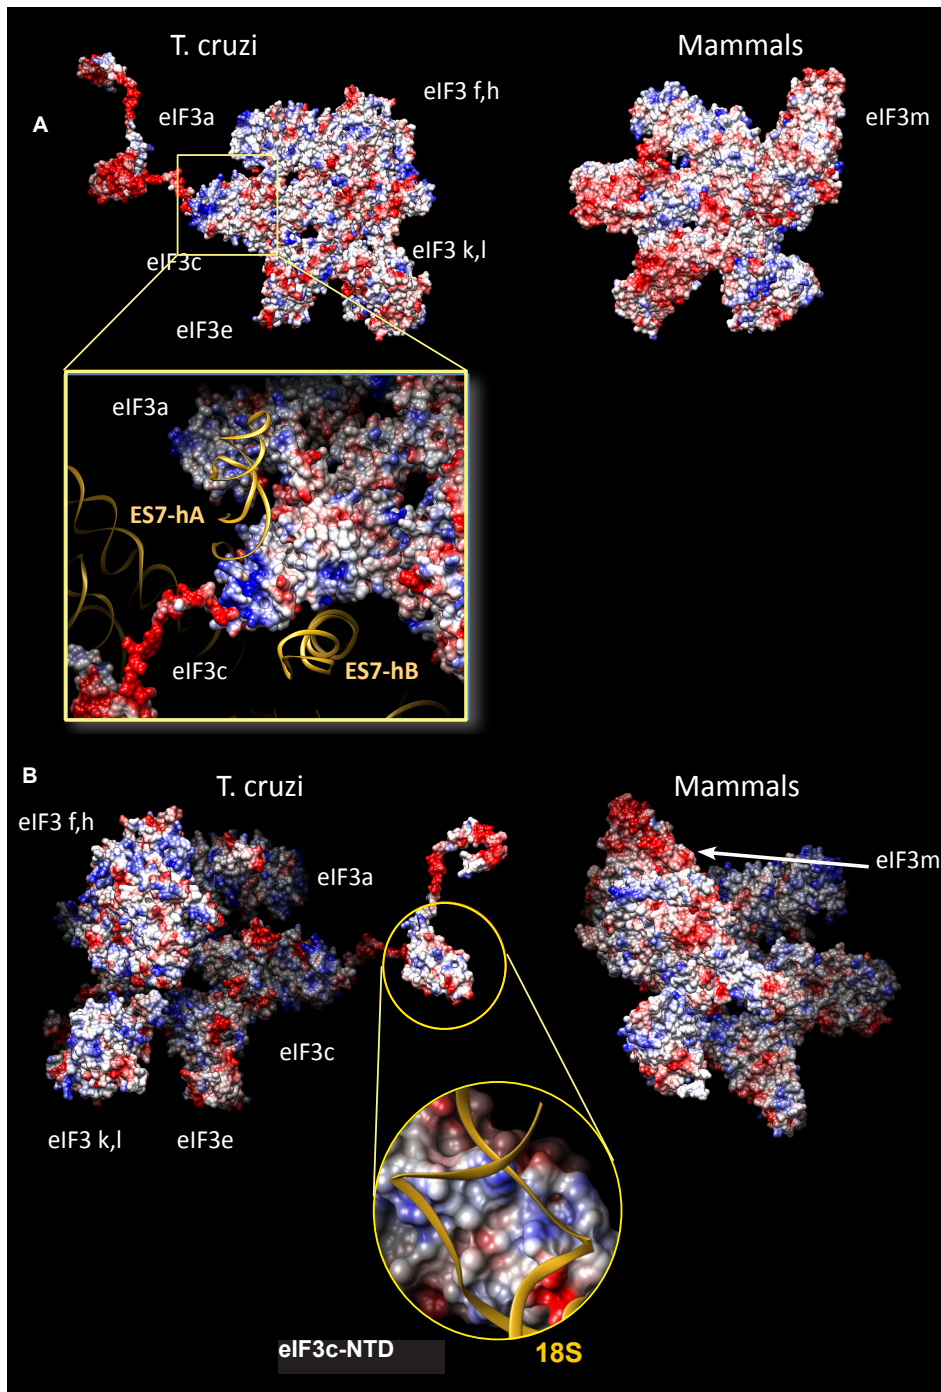 T. cruzi
Mammals
A
eIF3a
eIF3 f,h
eIF3m
eIF3c
eIF3 k,l
eIF3e
eIF3a
ES7-hA
eIF3c
ES7-hB
B
T. cruzi
Mammals
eIF3 f,h
eIF3a
eIF3m
eIF3c
eIF3 k,l
eIF3e
eIF3c-NTD
18S